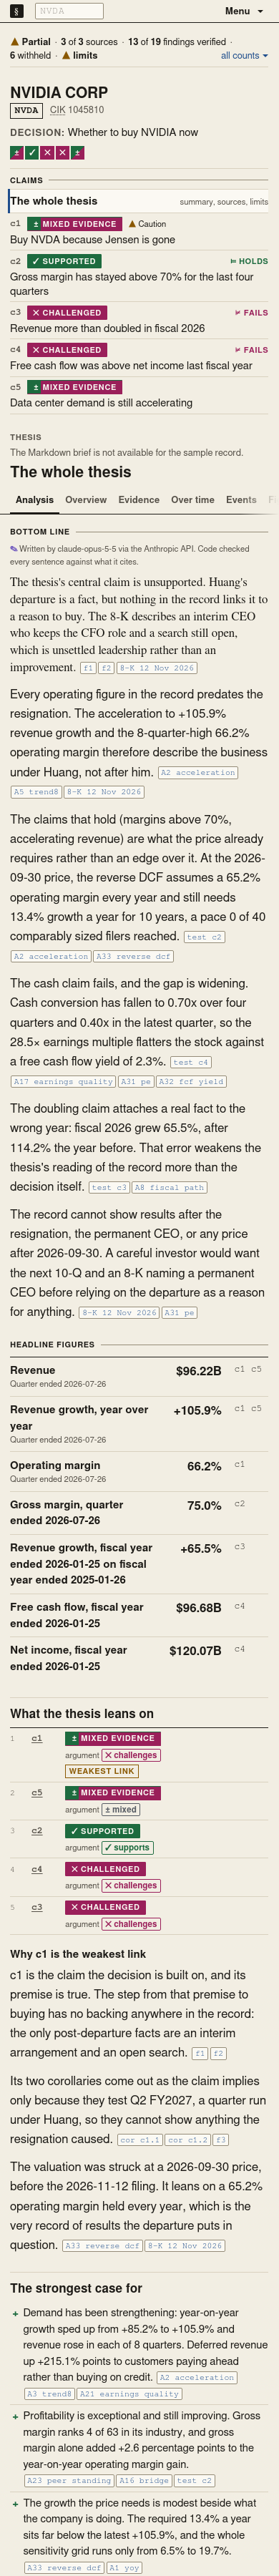 § NVDA Menu
Partial · 3 of 3 sources · 13 of 19 findings verified ·
6 withheld · limits all counts
NVIDIA CORP
NVDA CIK 1045810
DECISION: Whether to buy NVIDIA now
± ✓ ✕ ✕ ±
CLAIMS
The whole thesis summary, sources, limits
c1 ± MIXED EVIDENCE Caution
Buy NVDA because Jensen is gone
c2 ✓ SUPPORTED ⊨ HOLDS
Gross margin has stayed above 70% for the last four
quarters
c3 ✕ CHALLENGED ⊭ FAILS
Revenue more than doubled in fiscal 2026
c4 ✕ CHALLENGED ⊭ FAILS
Free cash flow was above net income last fiscal year
c5 ± MIXED EVIDENCE
Data center demand is still accelerating
THESIS
The Markdown brief is not available for the sample record.
The whole thesis
Analysis Overview Evidence Over time Events
BOTTOM LINE
✎ Written by claude-opus-5-5 via the Anthropic API. Code checked
every sentence against what it cites.
The thesis's central claim is unsupported. Huang's
departure is a fact, but nothing in the record links it to
a reason to buy. The 8-K describes an interim CEO
who keeps the CFO role and a search still open,
which is unsettled leadership rather than an
improvement. f1 f2 8-K 12 Nov 2026
Every operating figure in the record predates the
resignation. The acceleration to +105.9%
revenue growth and the 8-quarter-high 66.2%
operating margin therefore describe the business
under Huang, not after him. A2 acceleration
A5 trend8 8-K 12 Nov 2026
The claims that hold (margins above 70%,
accelerating revenue) are what the price already
requires rather than an edge over it. At the 2026-
09-30 price, the reverse DCF assumes a 65.2%
operating margin every year and still needs
13.4% growth a year for 10 years, a pace 0 of 40
comparably sized filers reached. test c2
A2 acceleration A33 reverse dcf
The cash claim fails, and the gap is widening.
Cash conversion has fallen to 0.70x over four
quarters and 0.40x in the latest quarter, so the
28.5× earnings multiple flatters the stock against
a free cash flow yield of 2.3%. test c4
A17 earnings quality A31 pe A32 fcf yield
The doubling claim attaches a real fact to the
wrong year: fiscal 2026 grew 65.5%, after
114.2% the year before. That error weakens the
thesis's reading of the record more than the
decision itself. test c3 A8 fiscal path
The record cannot show results after the
resignation, the permanent CEO, or any price
after 2026-09-30. A careful investor would want
the next 10-Q and an 8-K naming a permanent
CEO before relying on the departure as a reason
for anything. 8-K 12 Nov 2026 A31 pe
HEADLINE FIGURES
Revenue $96.22B c1 c5
Quarter ended 2026-07-26
Revenue growth, year over +105.9% c1 c5
year
Quarter ended 2026-07-26
Operating margin 66.2% c1
Quarter ended 2026-07-26
Gross margin, quarter 75.0% c2
ended 2026-07-26
Revenue growth, fiscal year +65.5% c3
ended 2026-01-25 on fiscal
year ended 2025-01-26
Free cash flow, fiscal year $96.68B c4
ended 2026-01-25
Net income, fiscal year $120.07B c4
ended 2026-01-25
What the thesis leans on
1 c1 ± MIXED EVIDENCE
argument ✕ challenges
WEAKEST LINK
2 c5 ± MIXED EVIDENCE
argument ± mixed
3 c2 ✓ SUPPORTED
argument ✓ supports
4 c4 ✕ CHALLENGED
argument ✕ challenges
5 c3 ✕ CHALLENGED
argument ✕ challenges
Why c1 is the weakest link
c1 is the claim the decision is built on, and its
premise is true. The step from that premise to
buying has no backing anywhere in the record:
the only post-departure facts are an interim
arrangement and an open search. f1 f2
Its two corollaries come out as the claim implies
only because they test Q2 FY2027, a quarter run
under Huang, so they cannot show anything the
resignation caused. cor c1.1 cor c1.2 f3
The valuation was struck at a 2026-09-30 price,
before the 2026-11-12 filing. It leans on a 65.2%
operating margin held every year, which is the
very record of results the departure puts in
question. A33 reverse dcf 8-K 12 Nov 2026
The strongest case for
+ Demand has been strengthening: year-on-year
growth sped up from +85.2% to +105.9% and
revenue rose in each of 8 quarters. Deferred revenue
up +215.1% points to customers paying ahead
rather than buying on credit. A2 acceleration
A3 trend8 A21 earnings quality
+ Profitability is exceptional and still improving. Gross
margin ranks 4 of 63 in its industry, and gross
margin alone added +2.6 percentage points to the
year-on-year operating margin gain.
A23 peer standing A16 bridge test c2
+ The growth the price needs is modest beside what
the company is doing. The required 13.4% a year
sits far below the latest +105.9%, and the whole
sensitivity grid runs only from 6.5% to 19.7%.
A33 reverse dcf A1 yoy